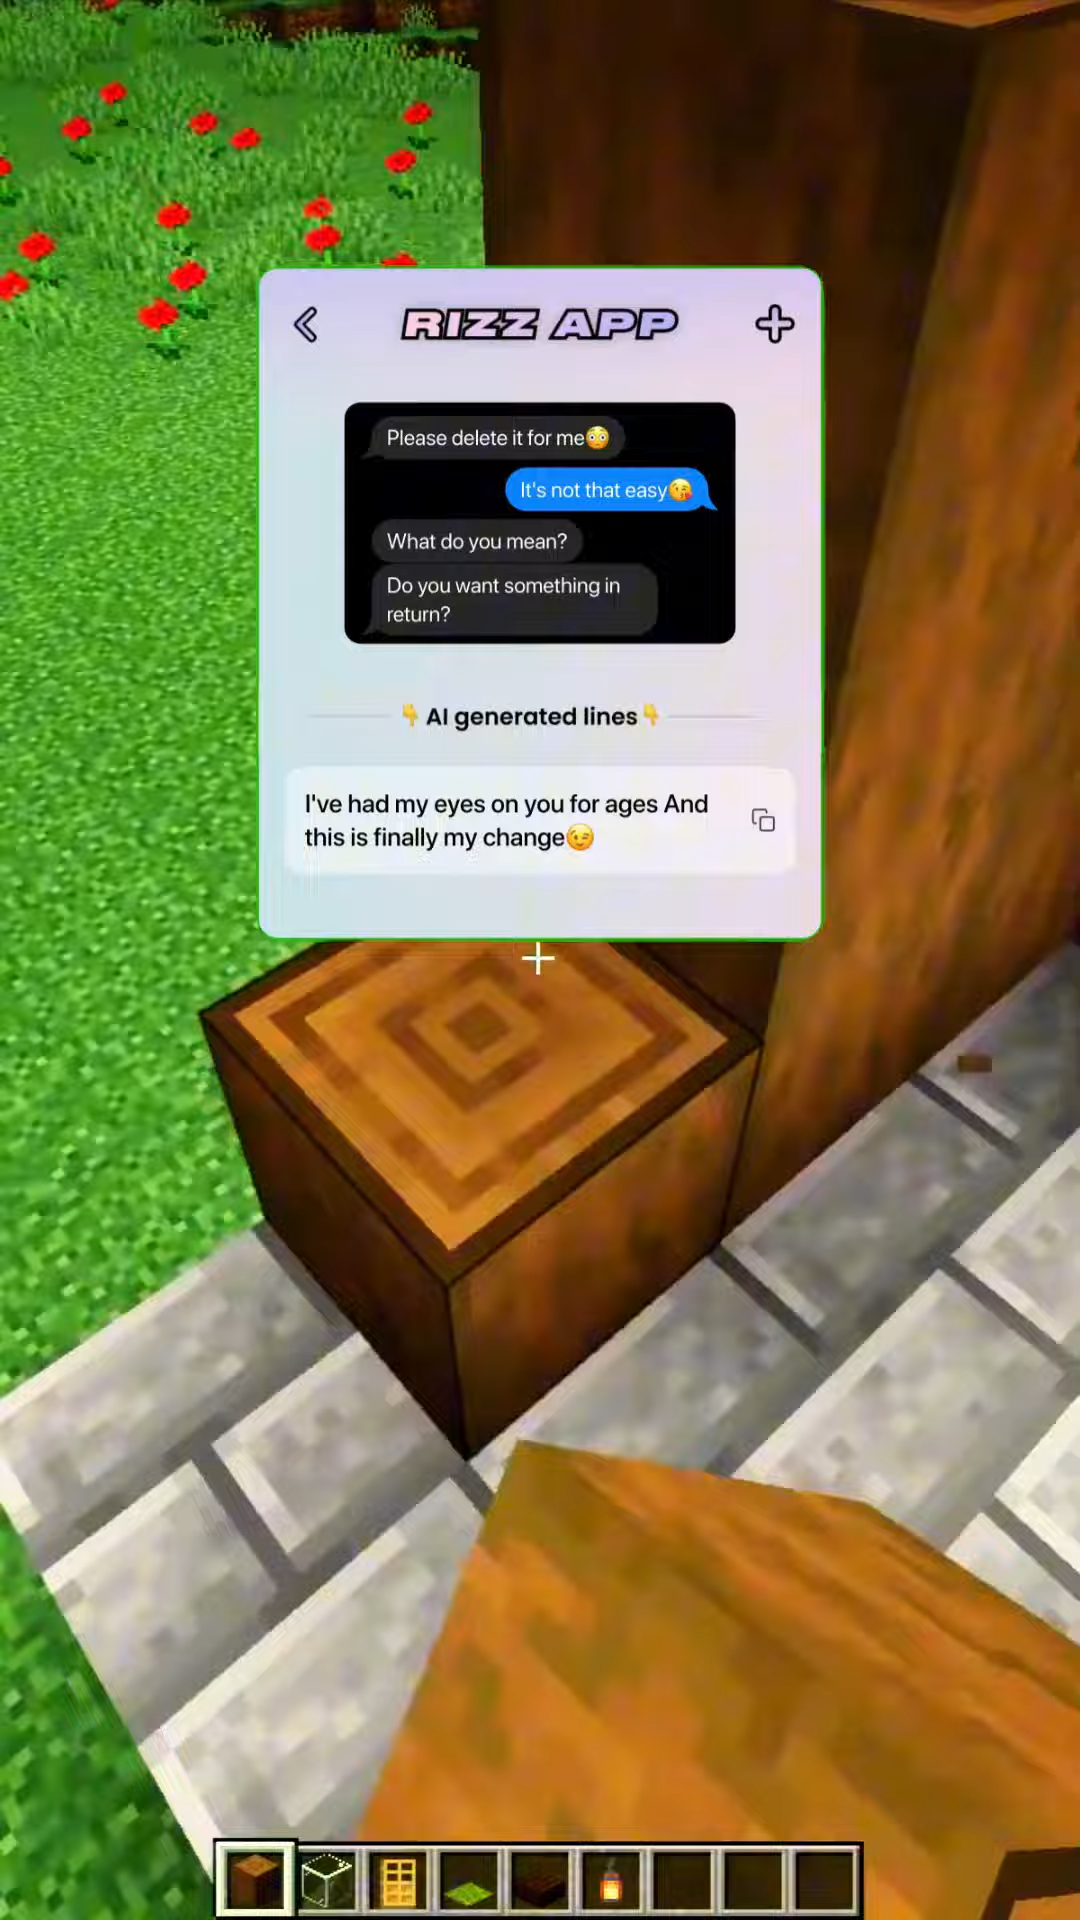 RIZZ APP
Please delete it for me😳
It's not that easy😘
What do you mean?
Do you want something in
return?
👇 AI generated lines👇
I've had my eyes on you for ages And
this is finally my change😉